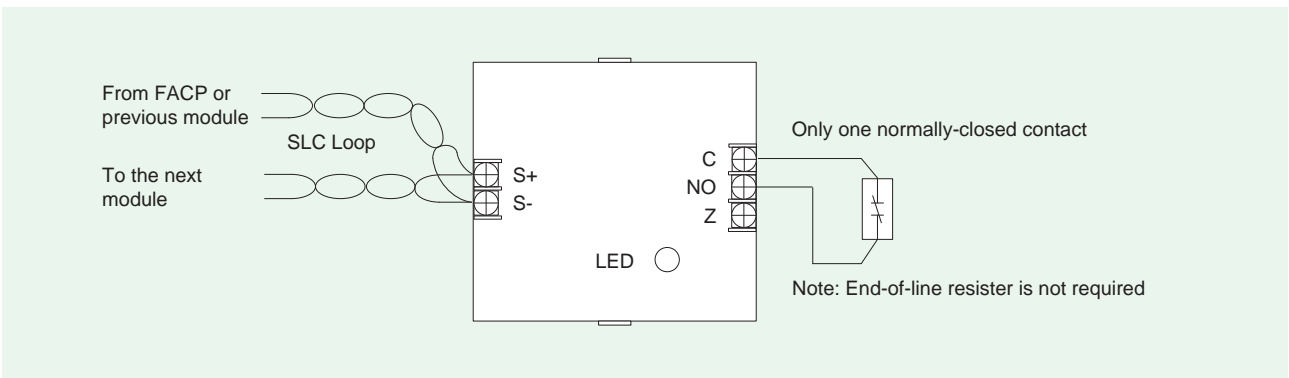 From FACP or
previous module
SLC Loop
To the next
module
S+
S-
C
NO
Z
LED
Only one normally-closed contact
Note: End-of-line resister is not required